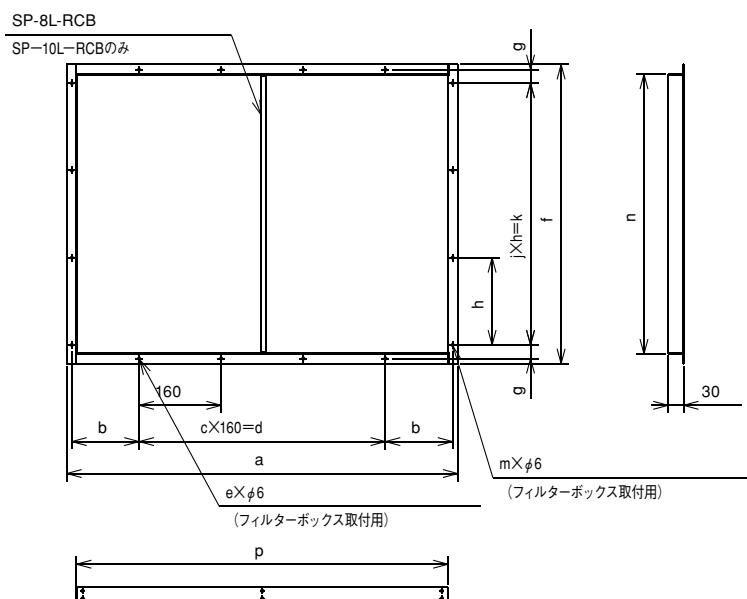 SP-8L-RCB
SP－10L－RCBのみ
g
j×h=k
f
n
h
g
160
30
b
c×160=d
b
a
m×φ6
（フィルターボックス取付用）
e×φ6
（フィルターボックス取付用）
p